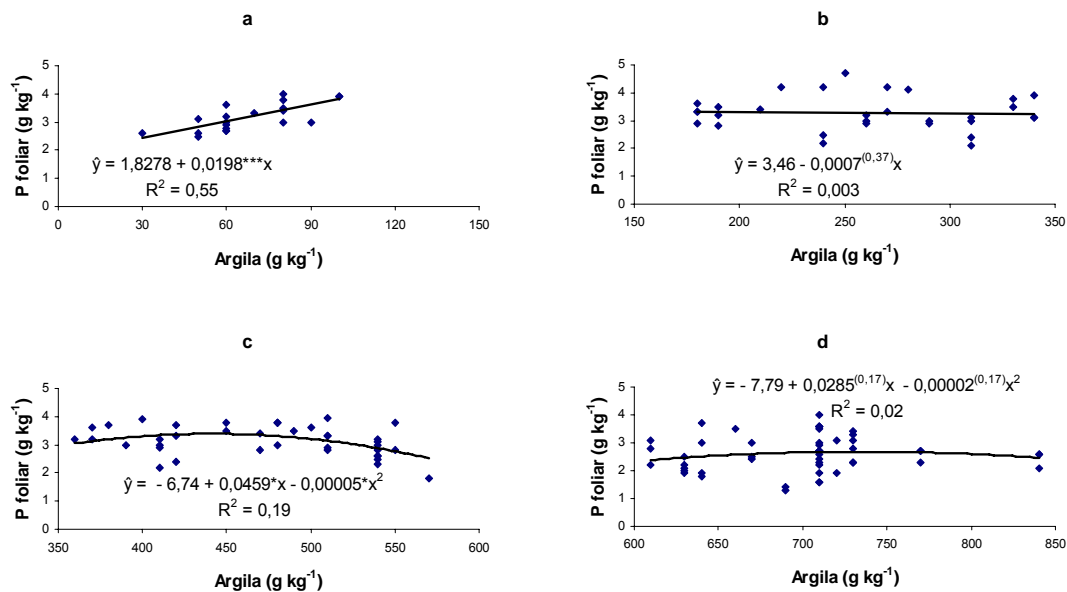 a
5
4
3
2
1
0
P foliar (g kg⁻¹)
ŷ = 1,8278 + 0,0198***x
R² = 0,55
0 30 60 90 120 150
Argila (g kg⁻¹)
b
5
4
3
2
1
0
P foliar (g kg⁻¹)
ŷ = 3,46 - 0,0007⁽⁰,³⁷⁾x
R² = 0,003
150 200 250 300 350
Argila (g kg⁻¹)
c
5
4
3
2
1
0
P foliar (g kg⁻¹)
ŷ = - 6,74 + 0,0459*x - 0,00005*x²
R² = 0,19
350 400 450 500 550 600
Argila (g kg⁻¹)
d
ŷ = - 7,79 + 0,0285⁽⁰,¹⁷⁾x - 0,00002⁽⁰,¹⁷⁾x²
R² = 0,02
5
4
3
2
1
0
P foliar (g kg⁻¹)
600 650 700 750 800 850
Argila (g kg⁻¹)